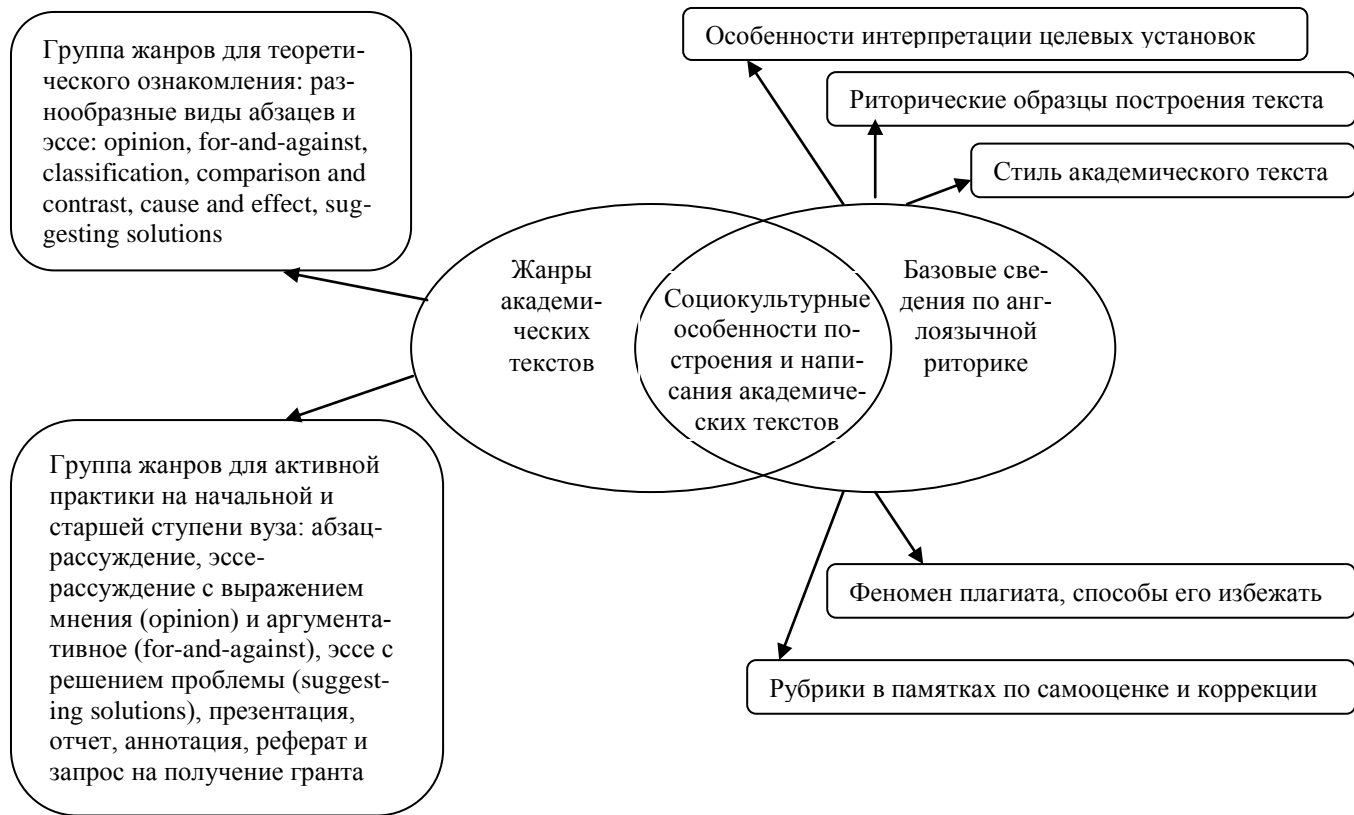 Группа жанров для теорети-
ческого ознакомления: раз-
нообразные виды абзацев и
эссе: opinion, for-and-against,
classification, comparison and
contrast, cause and effect, sug-
gesting solutions
Особенности интерпретации целевых установок
Риторические образцы построения текста
Стиль академического текста
Жанры
академи-
ческих
текстов
Социокультурные
особенности по-
строения и напи-
сания академиче-
ских текстов
Базовые све-
дения по анг-
лоязычной
риторике
Группа жанров для активной
практики на начальной и
старшей ступени вуза: абзац-
рассуждение, эссе-
рассуждение с выражением
мнения (opinion) и аргумента-
тивное (for-and-against), эссе с
решением проблемы (suggest-
ing solutions), презентация,
отчет, аннотация, реферат и
запрос на получение гранта
Феномен плагиата, способы его избежать
Рубрики в памятках по самооценке и коррекции